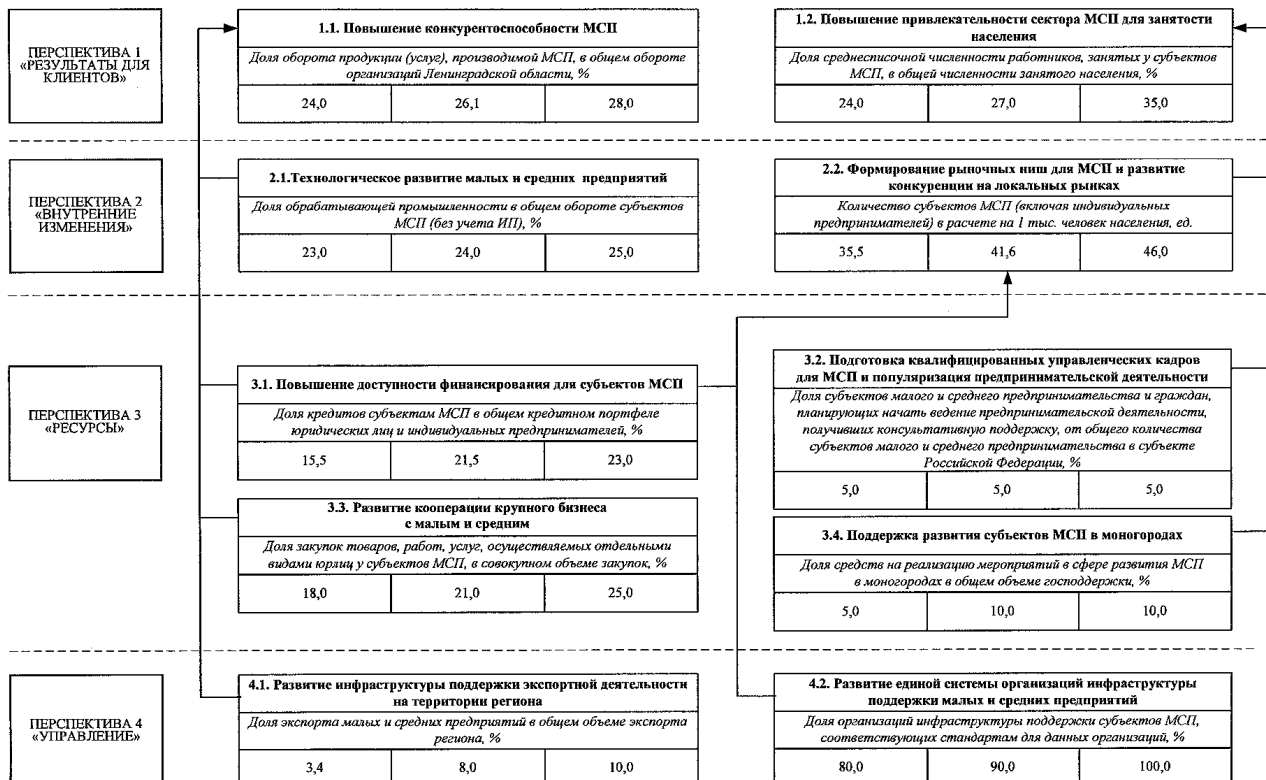 ПЕРСПЕКТИВА 1
«РЕЗУЛЬТАТЫ ДЛЯ
КЛИЕНТОВ»
1.1. Повышение конкурентоспособности МСП
Доля оборота продукции (услуг), производимой МСП, в общем обороте
организаций Ленинградской области, %
24,0 26,1 28,0
1.2. Повышение привлекательности сектора МСП для занятости
населения
Доля среднесписочной численности работников, занятых у субъектов
МСП, в общей численности занятого населения, %
24,0 27,0 35,0
ПЕРСПЕКТИВА 2
«ВНУТРЕННИЕ
ИЗМЕНЕНИЯ»
2.1.Технологическое развитие малых и средних предприятий
Доля обрабатывающей промышленности в общем обороте субъектов
МСП (без учета ИП), %
23,0 24,0 25,0
2.2. Формирование рыночных ниш для МСП и развитие
конкуренции на локальных рынках
Количество субъектов МСП (включая индивидуальных
предпринимателей) в расчете на 1 тыс. человек населения, ед.
35,5 41,6 46,0
ПЕРСПЕКТИВА 3
«РЕСУРСЫ»
3.1. Повышение доступности финансирования для субъектов МСП
Доля кредитов субъектам МСП в общем кредитном портфеле
юридических лиц и индивидуальных предпринимателей, %
15,5 21,5 23,0
3.2. Подготовка квалифицированных управленческих кадров
для МСП и популяризация предпринимательской деятельности
Доля субъектов малого и среднего предпринимательства и граждан,
планирующих начать ведение предпринимательской деятельности,
получивших консультативную поддержку, от общего количества
субъектов малого и среднего предпринимательства в субъекте
Российской Федерации, %
5,0 5,0 5,0
3.3. Развитие кооперации крупного бизнеса
с малым и средним
Доля закупок товаров, работ, услуг, осуществляемых отдельными
видами юрлиц у субъектов МСП, в совокупном объеме закупок, %
18,0 21,0 25,0
3.4. Поддержка развития субъектов МСП в моногородах
Доля средств на реализацию мероприятий в сфере развития МСП
в моногородах в общем объеме господдержки, %
5,0 10,0 10,0
ПЕРСПЕКТИВА 4
«УПРАВЛЕНИЕ»
4.1. Развитие инфраструктуры поддержки экспортной деятельности
на территории региона
Доля экспорта малых и средних предприятий в общем объеме экспорта
региона, %
3,4 8,0 10,0
4.2. Развитие единой системы организаций инфраструктуры
поддержки малых и средних предприятий
Доля организаций инфраструктуры поддержки субъектов МСП,
соответствующих стандартам для данных организаций, %
80,0 90,0 100,0